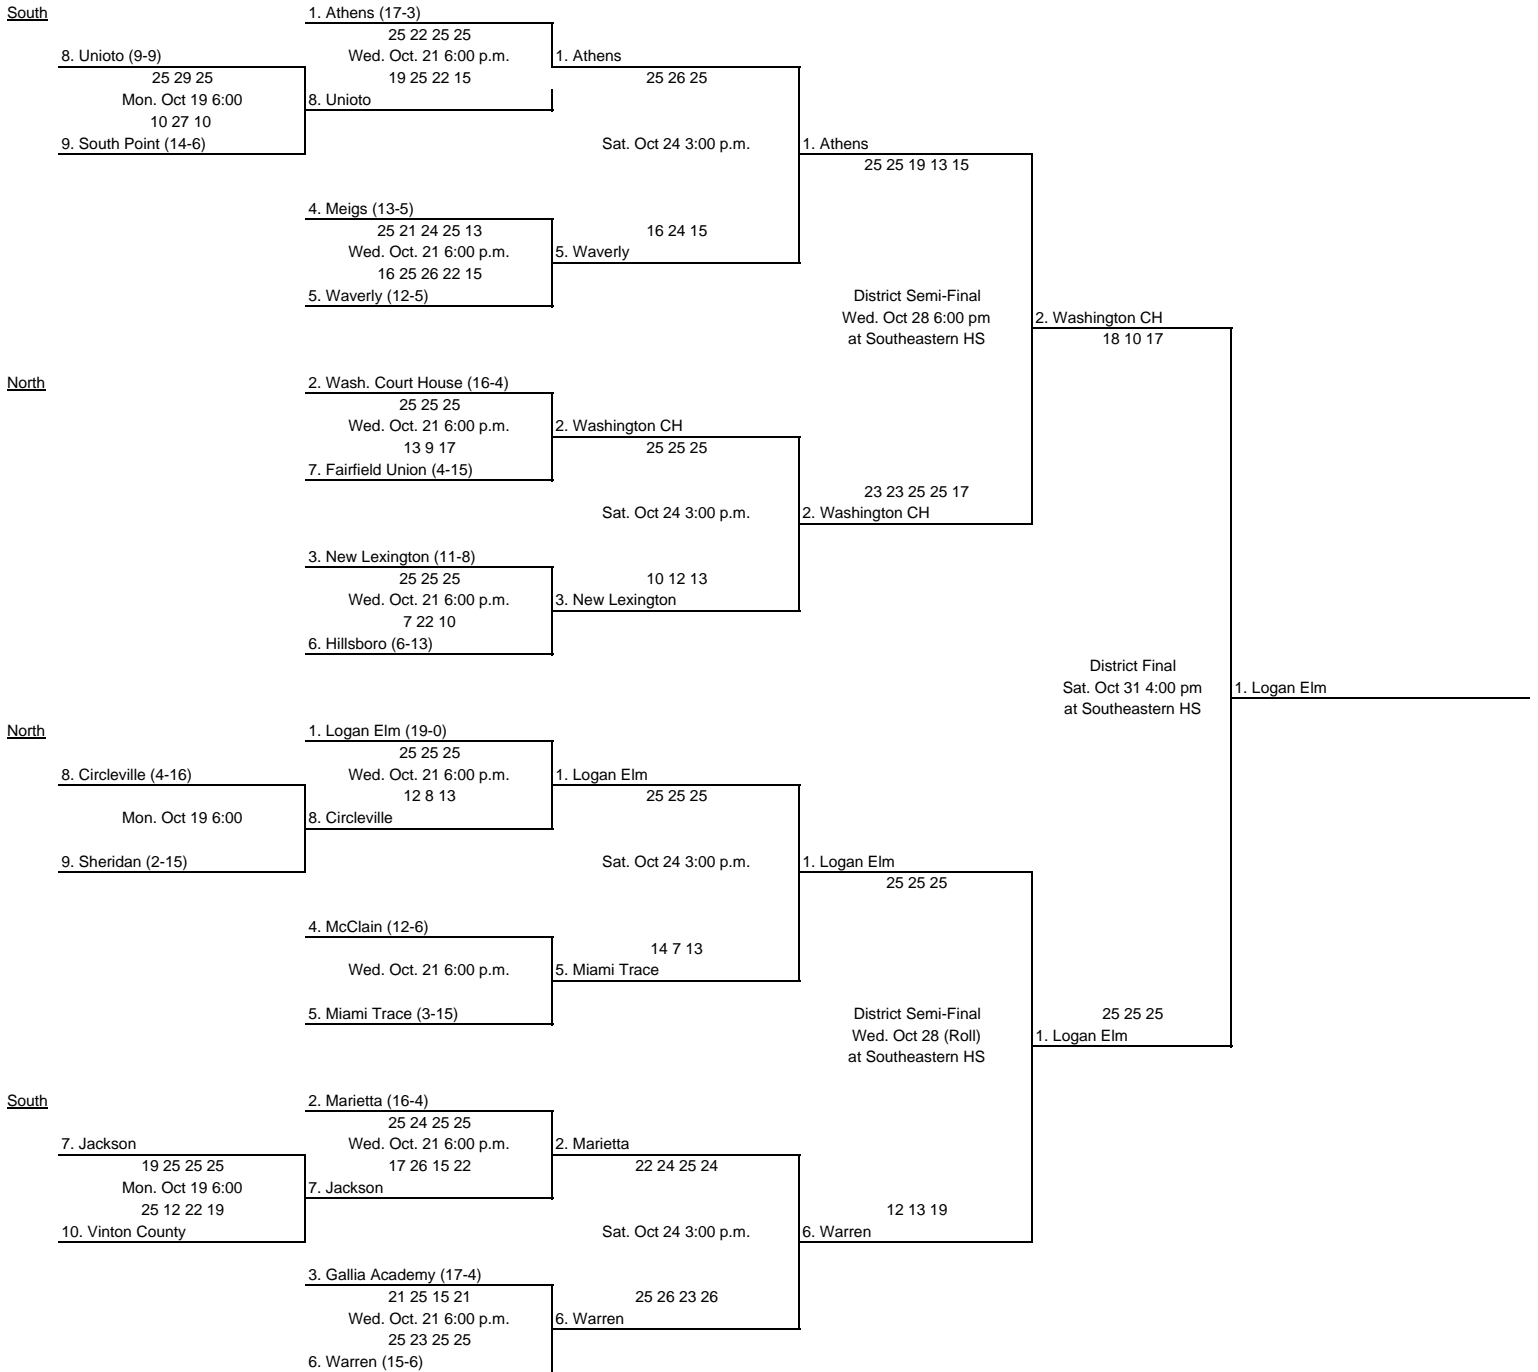 South
1. Athens (17-3)
25 22 25 25
8. Unioto (9-9)
Wed. Oct. 21 6:00 p.m.
1. Athens
25 29 25
19 25 22 15
25 26 25
Mon. Oct 19 6:00
8. Unioto
10 27 10
9. South Point (14-6)
Sat. Oct 24 3:00 p.m.
1. Athens
25 25 19 13 15
4. Meigs (13-5)
25 21 24 25 13
16 24 15
Wed. Oct. 21 6:00 p.m.
5. Waverly
16 25 26 22 15
5. Waverly (12-5)
District Semi-Final
Wed. Oct 28 6:00 pm
2. Washington CH
at Southeastern HS
18 10 17
North
2. Wash. Court House (16-4)
25 25 25
Wed. Oct. 21 6:00 p.m.
2. Washington CH
13 9 17
25 25 25
7. Fairfield Union (4-15)
23 23 25 25 17
Sat. Oct 24 3:00 p.m.
2. Washington CH
3. New Lexington (11-8)
25 25 25
10 12 13
Wed. Oct. 21 6:00 p.m.
3. New Lexington
7 22 10
6. Hillsboro (6-13)
District Final
Sat. Oct 31 4:00 pm
1. Logan Elm
at Southeastern HS
North
1. Logan Elm (19-0)
25 25 25
8. Circleville (4-16)
Wed. Oct. 21 6:00 p.m.
1. Logan Elm
12 8 13
25 25 25
Mon. Oct 19 6:00
8. Circleville
9. Sheridan (2-15)
Sat. Oct 24 3:00 p.m.
1. Logan Elm
25 25 25
4. McClain (12-6)
14 7 13
Wed. Oct. 21 6:00 p.m.
5. Miami Trace
5. Miami Trace (3-15)
District Semi-Final
25 25 25
Wed. Oct 28 (Roll)
1. Logan Elm
at Southeastern HS
South
2. Marietta (16-4)
25 24 25 25
7. Jackson
Wed. Oct. 21 6:00 p.m.
2. Marietta
19 25 25 25
17 26 15 22
22 24 25 24
Mon. Oct 19 6:00
7. Jackson
25 12 22 19
12 13 19
10. Vinton County
Sat. Oct 24 3:00 p.m.
6. Warren
3. Gallia Academy (17-4)
21 25 15 21
25 26 23 26
Wed. Oct. 21 6:00 p.m.
6. Warren
25 23 25 25
6. Warren (15-6)